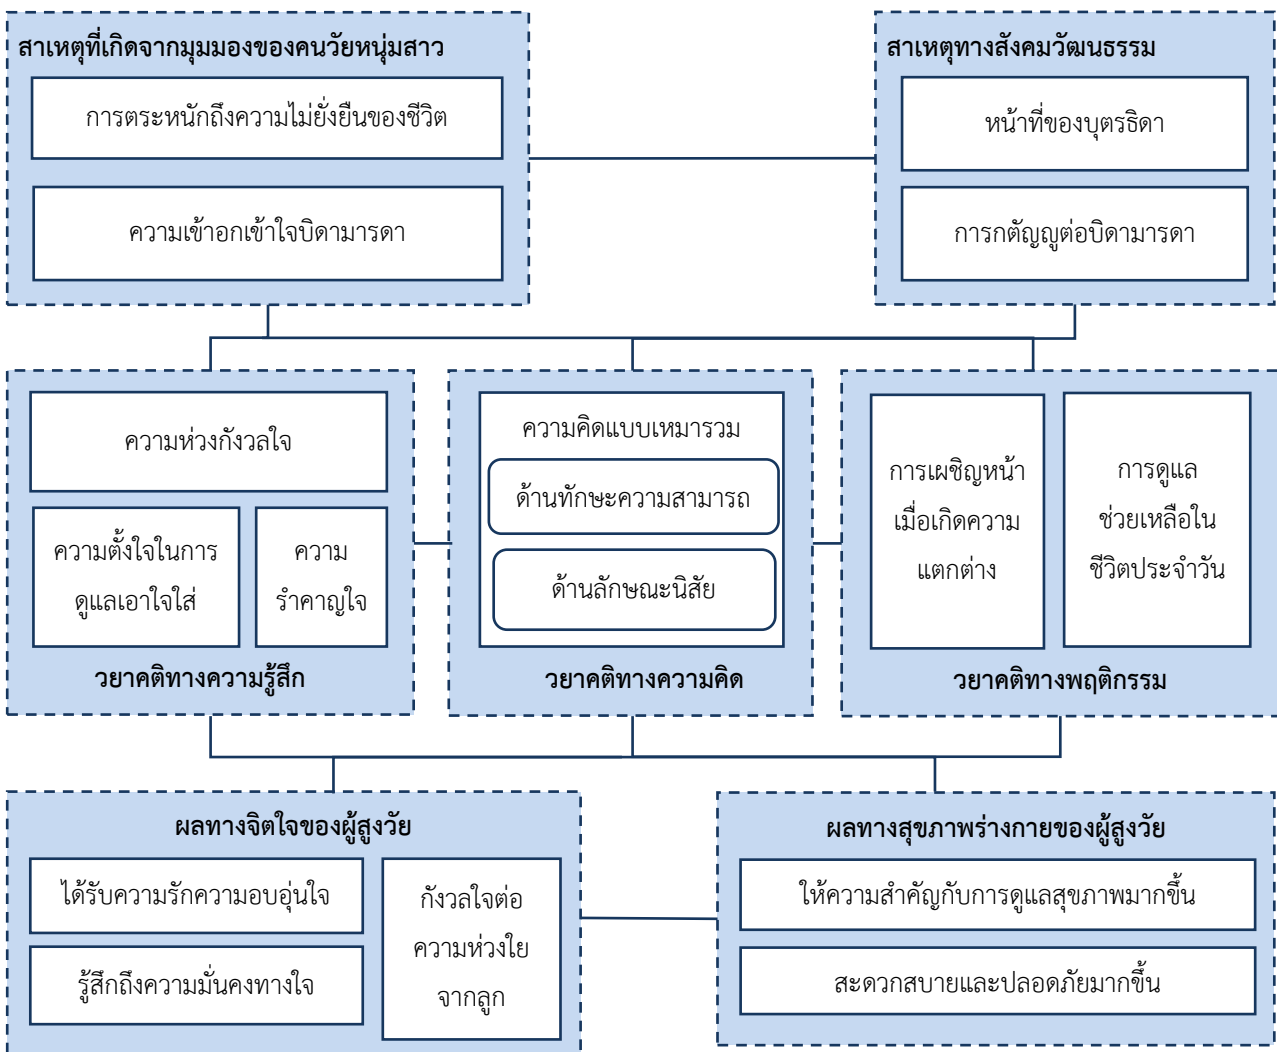 สาเหตุที่เกิดจากมุมมองของคนวัยหนุ่มสาว
การตระหนักถึงความไม่ยั่งยืนของชีวิต
ความเข้าอกเข้าใจบิดามารดา
สาเหตุทางสังคมวัฒนธรรม
หน้าที่ของบุตรธิดา
การกตัญญูต่อบิดามารดา
ความห่วงกังวลใจ
ความตั้งใจในการ
ดูแลเอาใจใส่
ความ
รำคาญใจ
วยาคติทางความรู้สึก
ความคิดแบบเหมารวม
ด้านทักษะความสามารถ
ด้านลักษณะนิสัย
วยาคติทางความคิด
การเผชิญหน้า
เมื่อเกิดความ
แตกต่าง
การดูแล
ช่วยเหลือใน
ชีวิตประจำวัน
วยาคติทางพฤติกรรม
ผลทางจิตใจของผู้สูงวัย
ได้รับความรักความอบอุ่นใจ
รู้สึกถึงความมั่นคงทางใจ
กังวลใจต่อ
ความห่วงใย
จากลูก
ผลทางสุขภาพร่างกายของผู้สูงวัย
ให้ความสำคัญกับการดูแลสุขภาพมากขึ้น
สะดวกสบายและปลอดภัยมากขึ้น